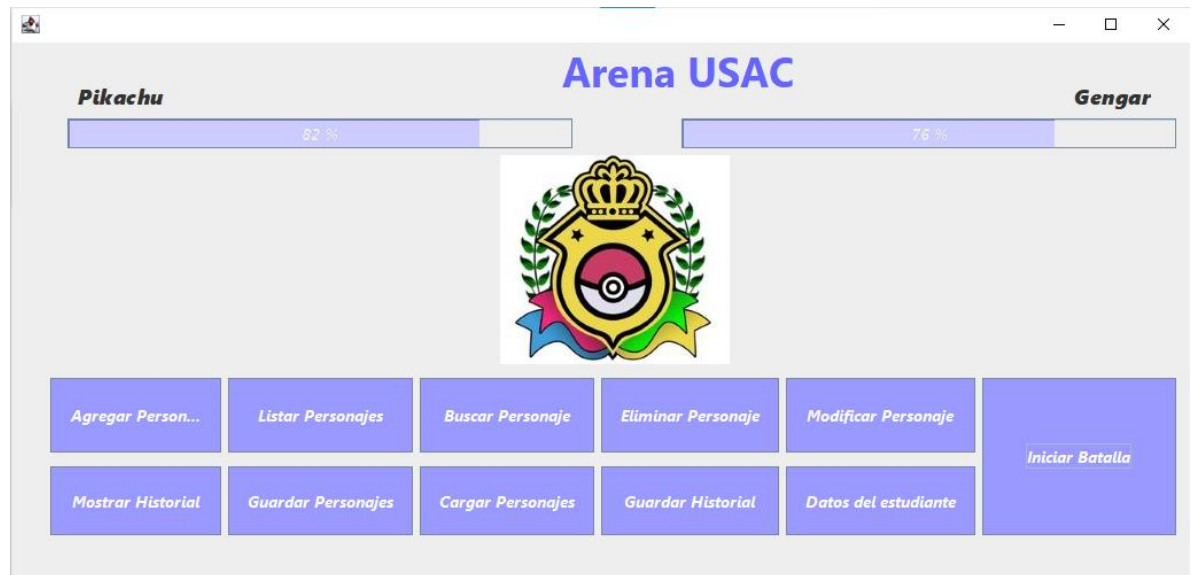 Arena USAC
Pikachu
Gengar
82 %
76 %
Agregar Person...
Listar Personajes
Buscar Personaje
Eliminar Personaje
Modificar Personaje
Iniciar Batalla
Mostrar Historial
Guardar Personajes
Cargar Personajes
Guardar Historial
Datos del estudiante